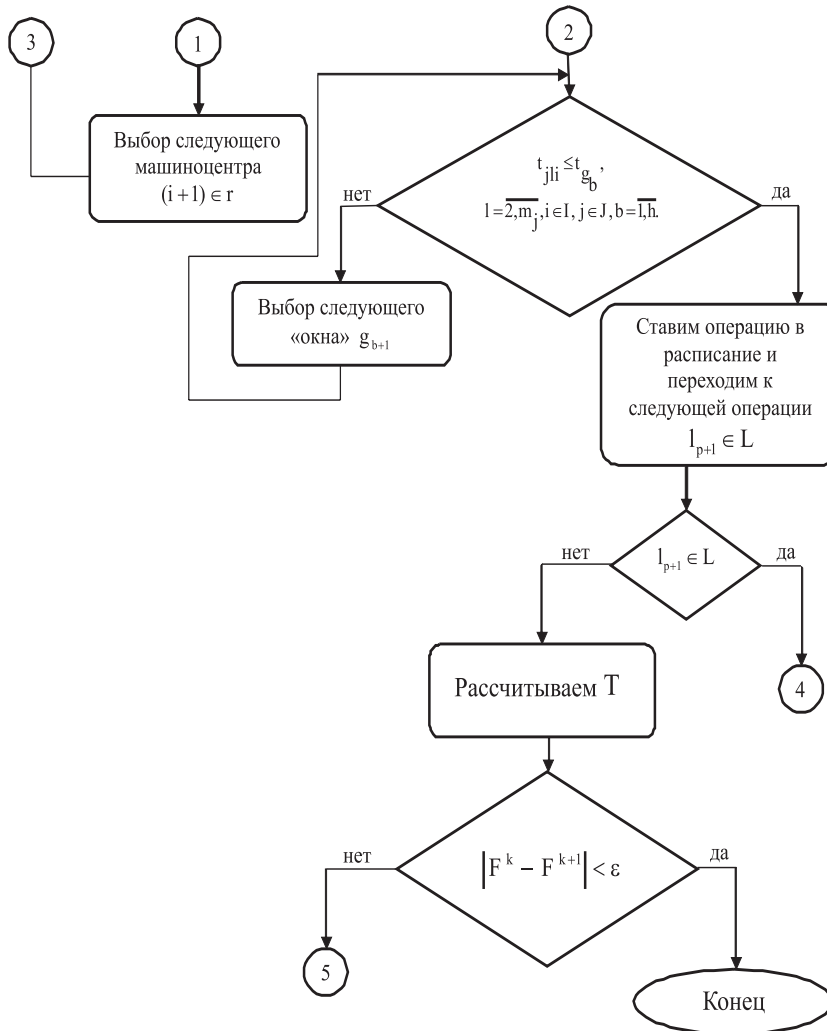 3
1
2
Выбор следующего
машиноцентра
(i + 1) ∈ r
t_jli ≤ t_g_b ,
l = 2,m_j, i∈I, j∈J, b= 1,h.
нет
да
Выбор следующего
«окна» g_b+1
Ставим операцию в
расписание и
переходим к
следующей операции
l_p+1 ∈ L
нет
l_p+1 ∈ L
да
Рассчитываем T
4
нет
|F^k − F^k+1| < ε
да
5
Конец